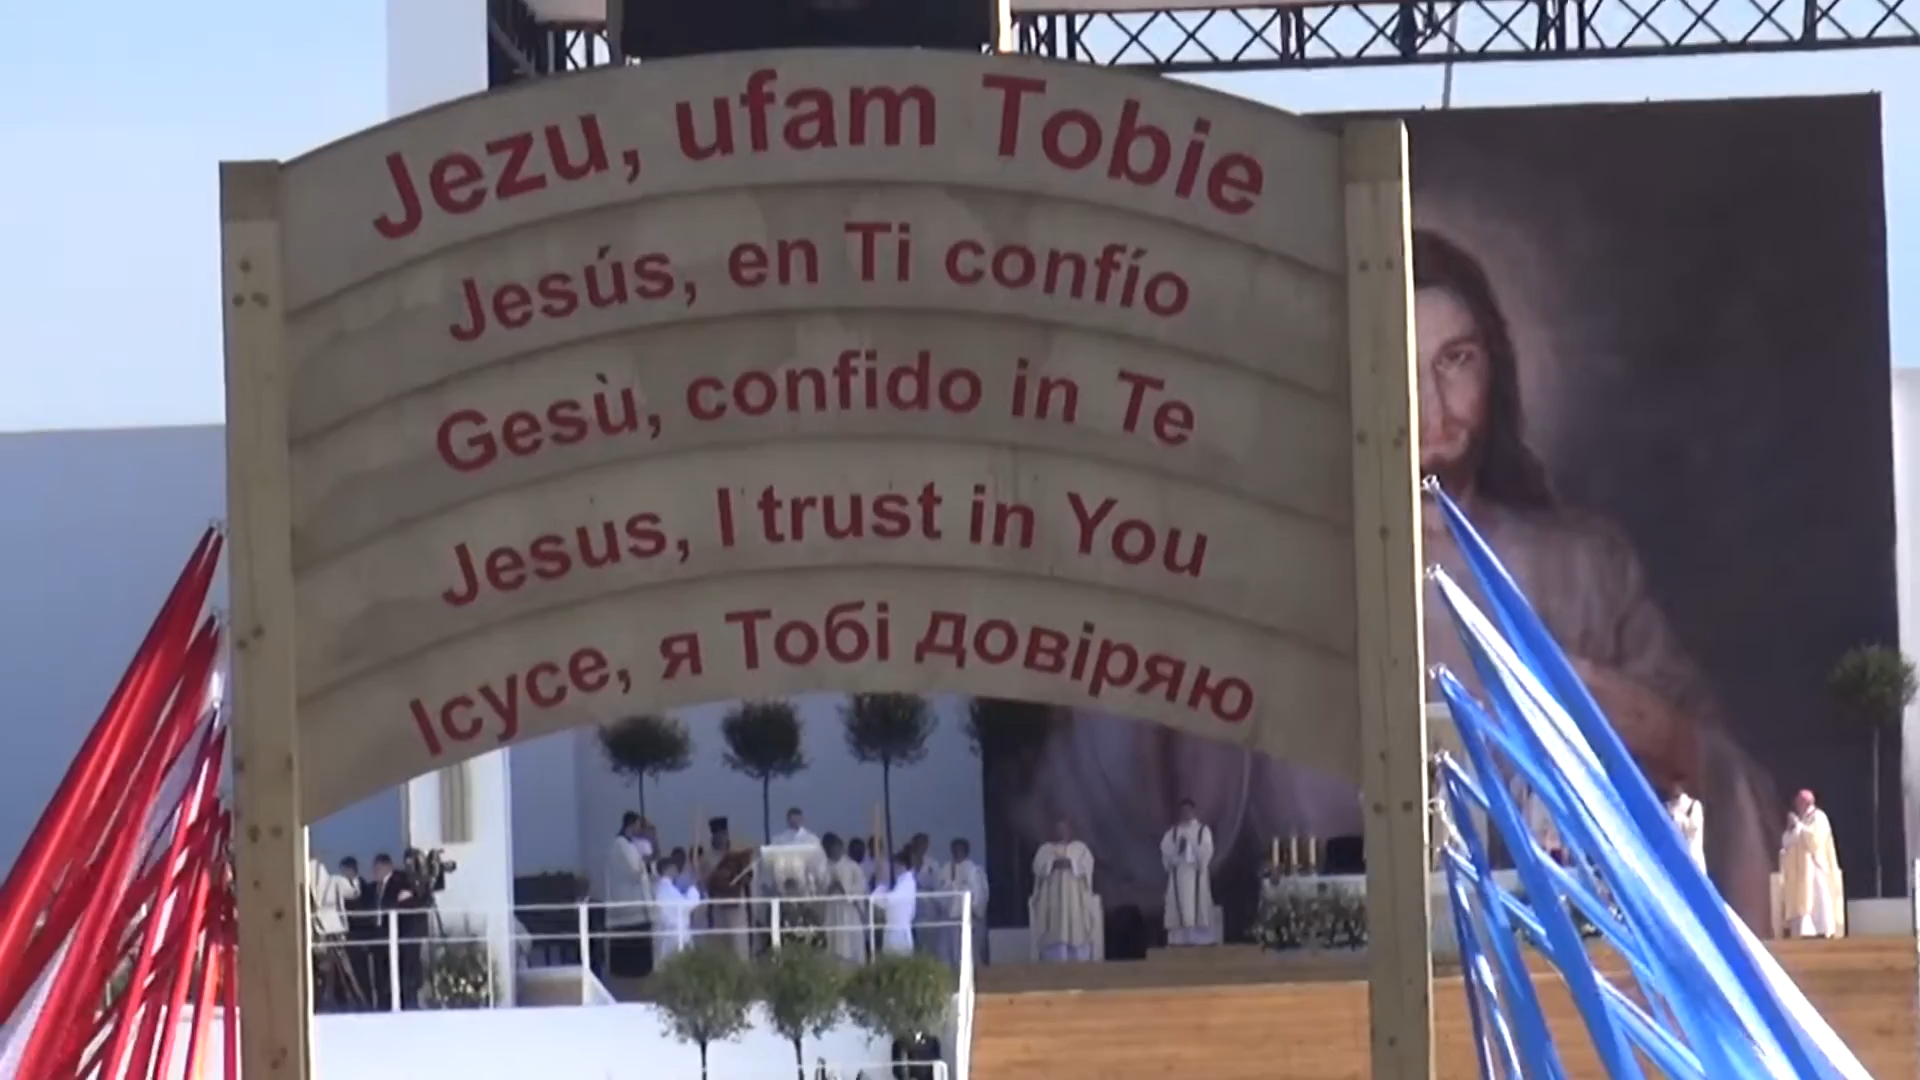 Jezu, ufam Tobie
Jesús, en Ti confío
Gesù, confido in Te
Jesus, I trust in You
Ісусе, я Тобі довіряю